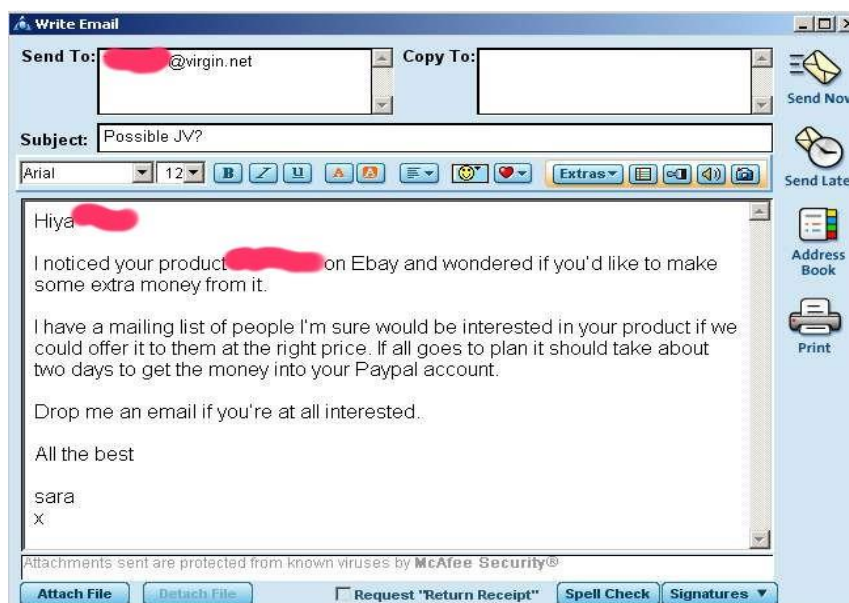 Write Email
Send To: @virgin.net Copy To:
Send Now
Subject: Possible JV?
Arial 12 B I U A A Extras
Send Late
Hiya
I noticed your product on Ebay and wondered if you'd like to make
some extra money from it.
Address
Book
I have a mailing list of people I'm sure would be interested in your product if we
could offer it to them at the right price. If all goes to plan it should take about
two days to get the money into your Paypal account.
Print
Drop me an email if you're at all interested.
All the best
sara
x
Attachments sent are protected from known viruses by McAfee Security®
Attach File Detach File Request "Return Receipt" Spell Check Signatures